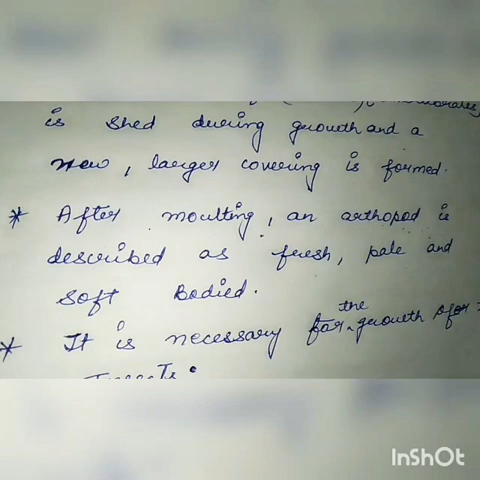 is shed during growth and a
new, larger covering is formed.
* After moulting, an arthopod is
described as fresh, pale and
soft Bodied.
* It is necessary for the growth
InShOt